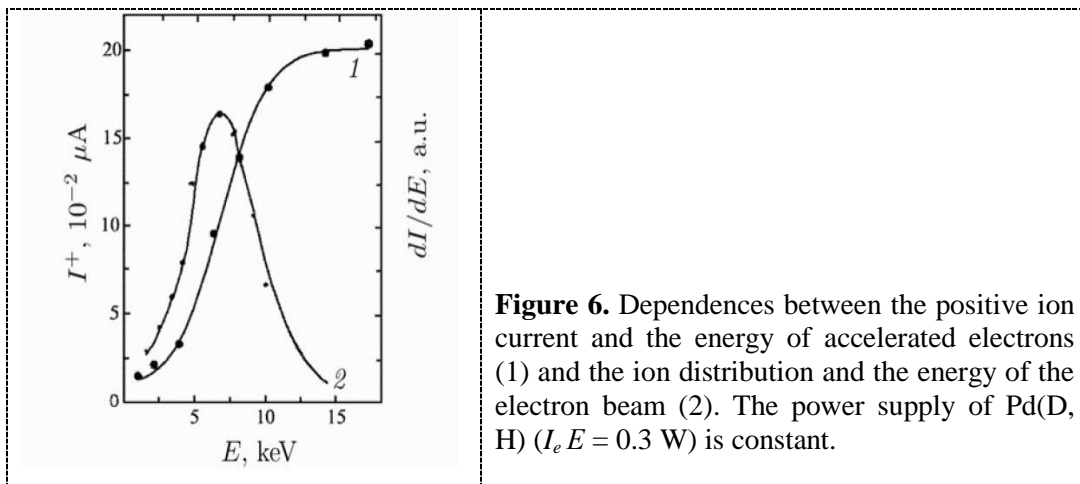 20
15
10
5
0
5
10
15
I⁺, 10⁻² μA
dI/dE, a.u.
E, keV
1
2
Figure 6. Dependences between the positive ion
current and the energy of accelerated electrons
(1) and the ion distribution and the energy of the
electron beam (2). The power supply of Pd(D,
H) (Iₑ E = 0.3 W) is constant.